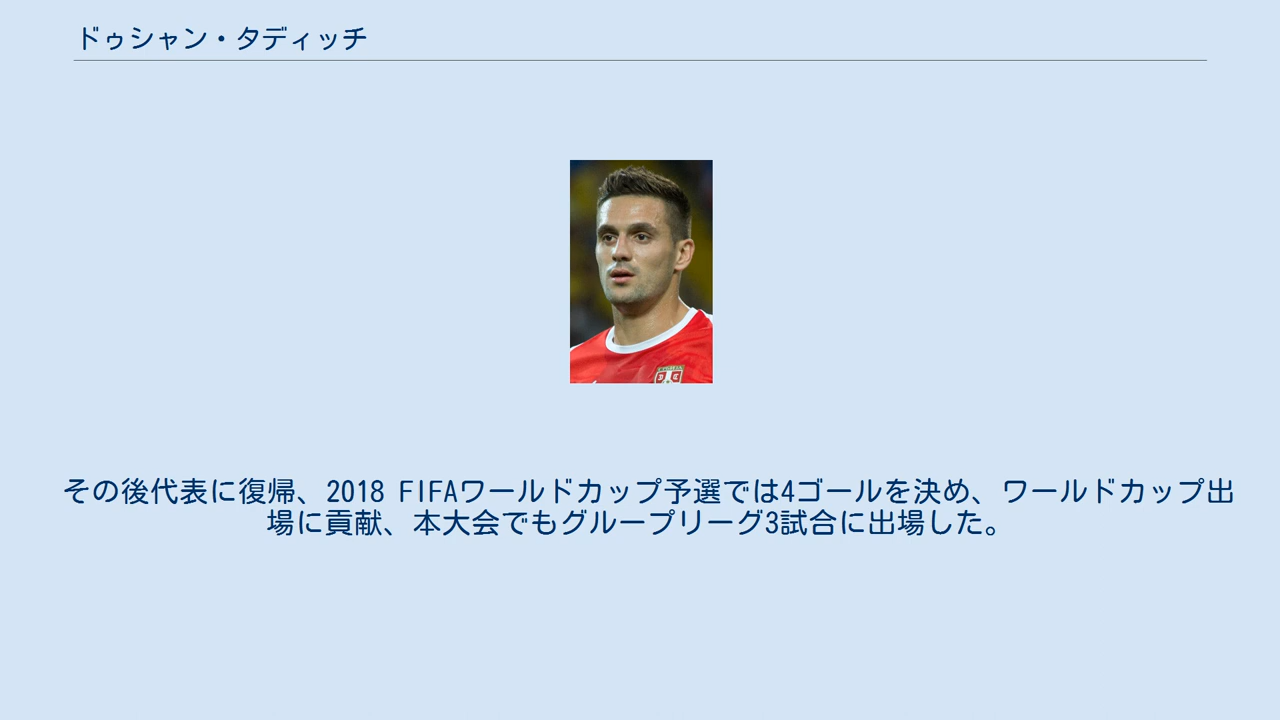 ドゥシャン・タディッチ
その後代表に復帰、2018 FIFAワールドカップ予選では4ゴールを決め、ワールドカップ出
場に貢献、本大会でもグループリーグ3試合に出場した。